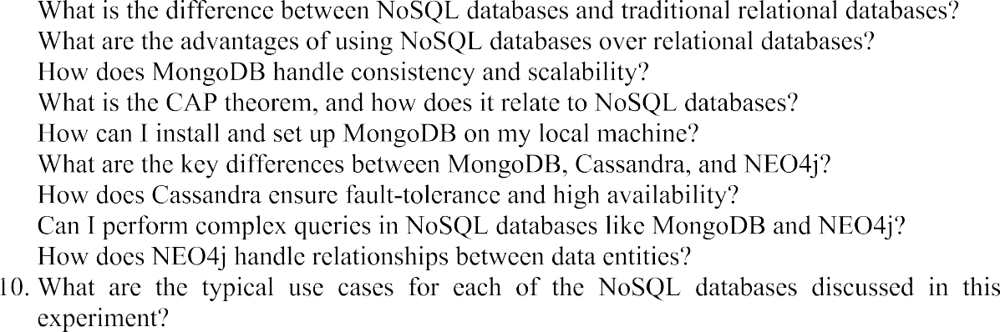 What is the difference between NoSQL databases and traditional relational databases?
What are the advantages of using NoSQL databases over relational databases?
How does MongoDB handle consistency and scalability?
What is the CAP theorem, and how does it relate to NoSQL databases?
How can I install and set up MongoDB on my local machine?
What are the key differences between MongoDB, Cassandra, and NEO4j?
How does Cassandra ensure fault-tolerance and high availability?
Can I perform complex queries in NoSQL databases like MongoDB and NEO4j?
How does NEO4j handle relationships between data entities?
10. What are the typical use cases for each of the NoSQL databases discussed in this
experiment?